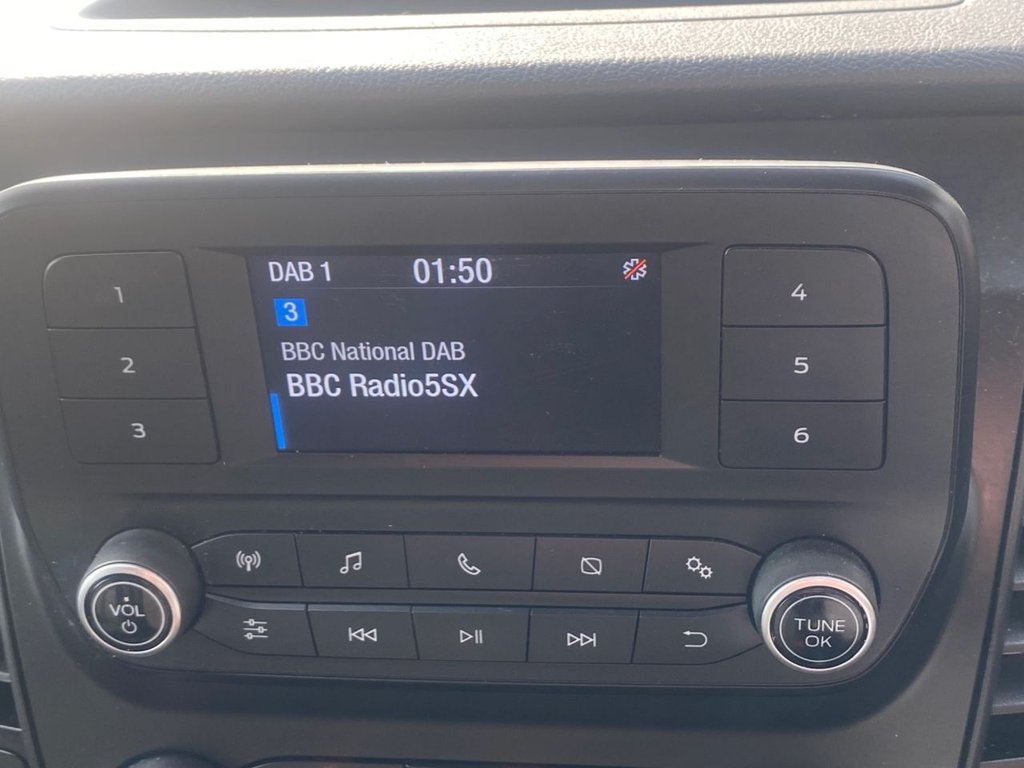 DAB 1 01:50
3
BBC National DAB
BBC Radio5SX
1
2
3
4
5
6
VOL
TUNE
OK